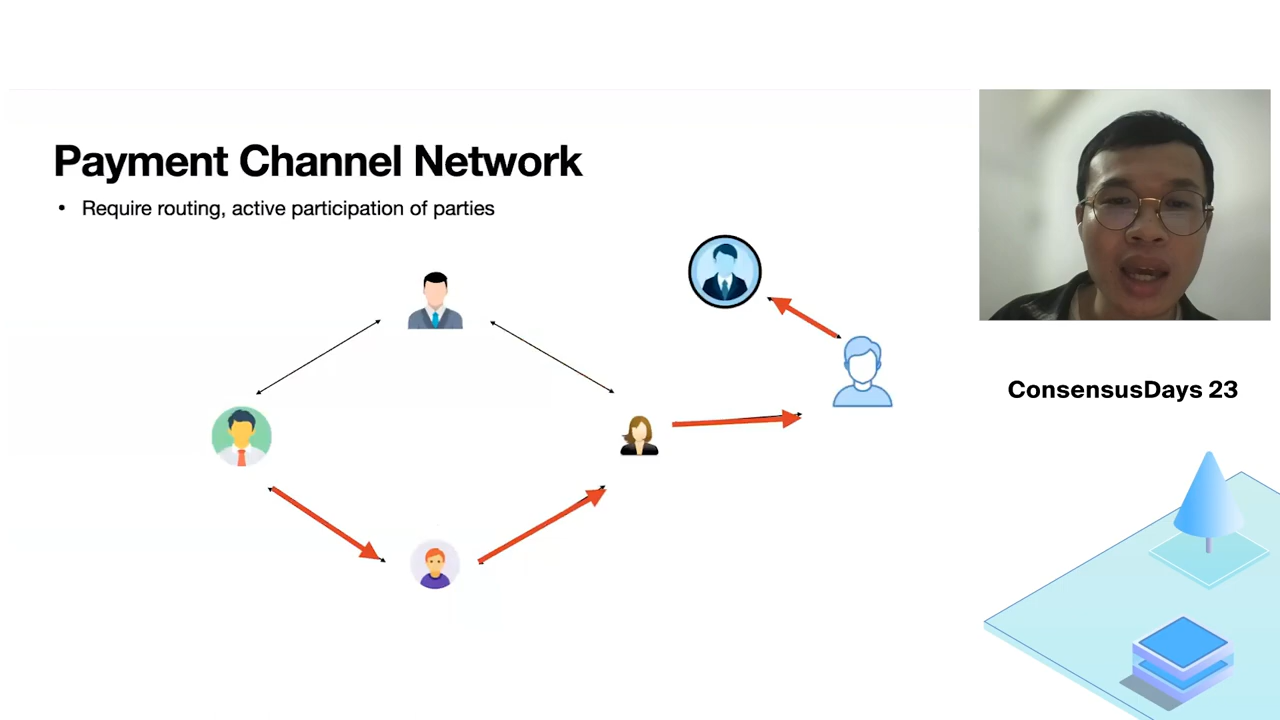 Payment Channel Network
• Require routing, active participation of parties
ConsensusDays 23